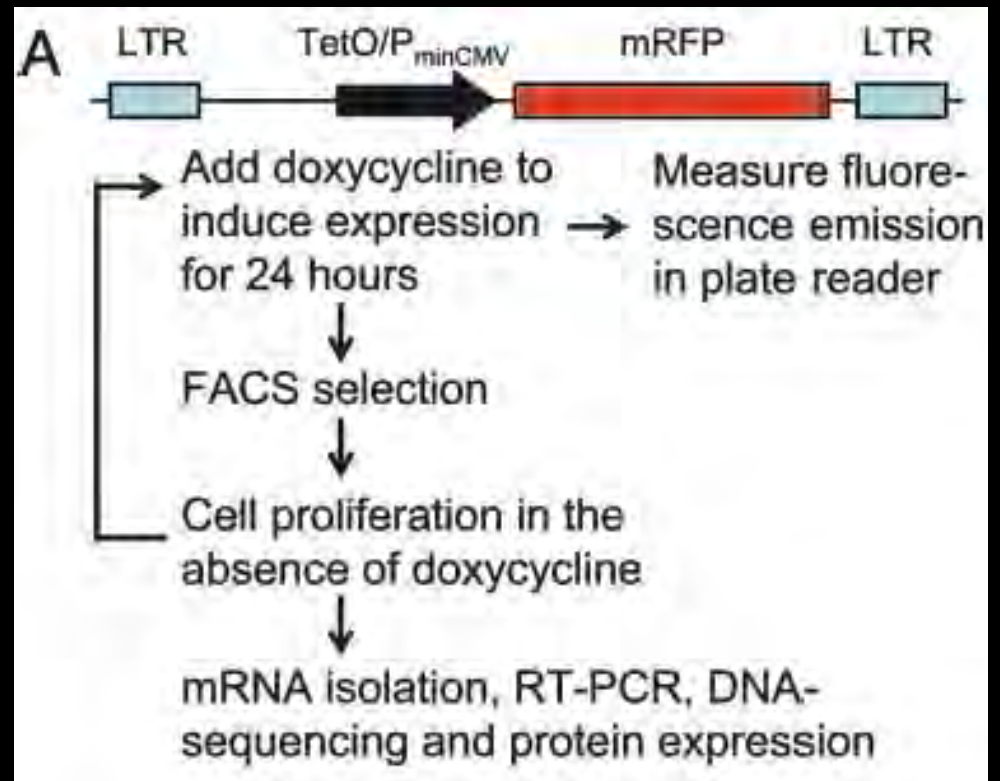 A
LTR TetO/PminCMV mRFP LTR
Add doxycycline to
induce expression
for 24 hours
Measure fluore-
scence emission
in plate reader
FACS selection
Cell proliferation in the
absence of doxycycline
mRNA isolation, RT-PCR, DNA-
sequencing and protein expression